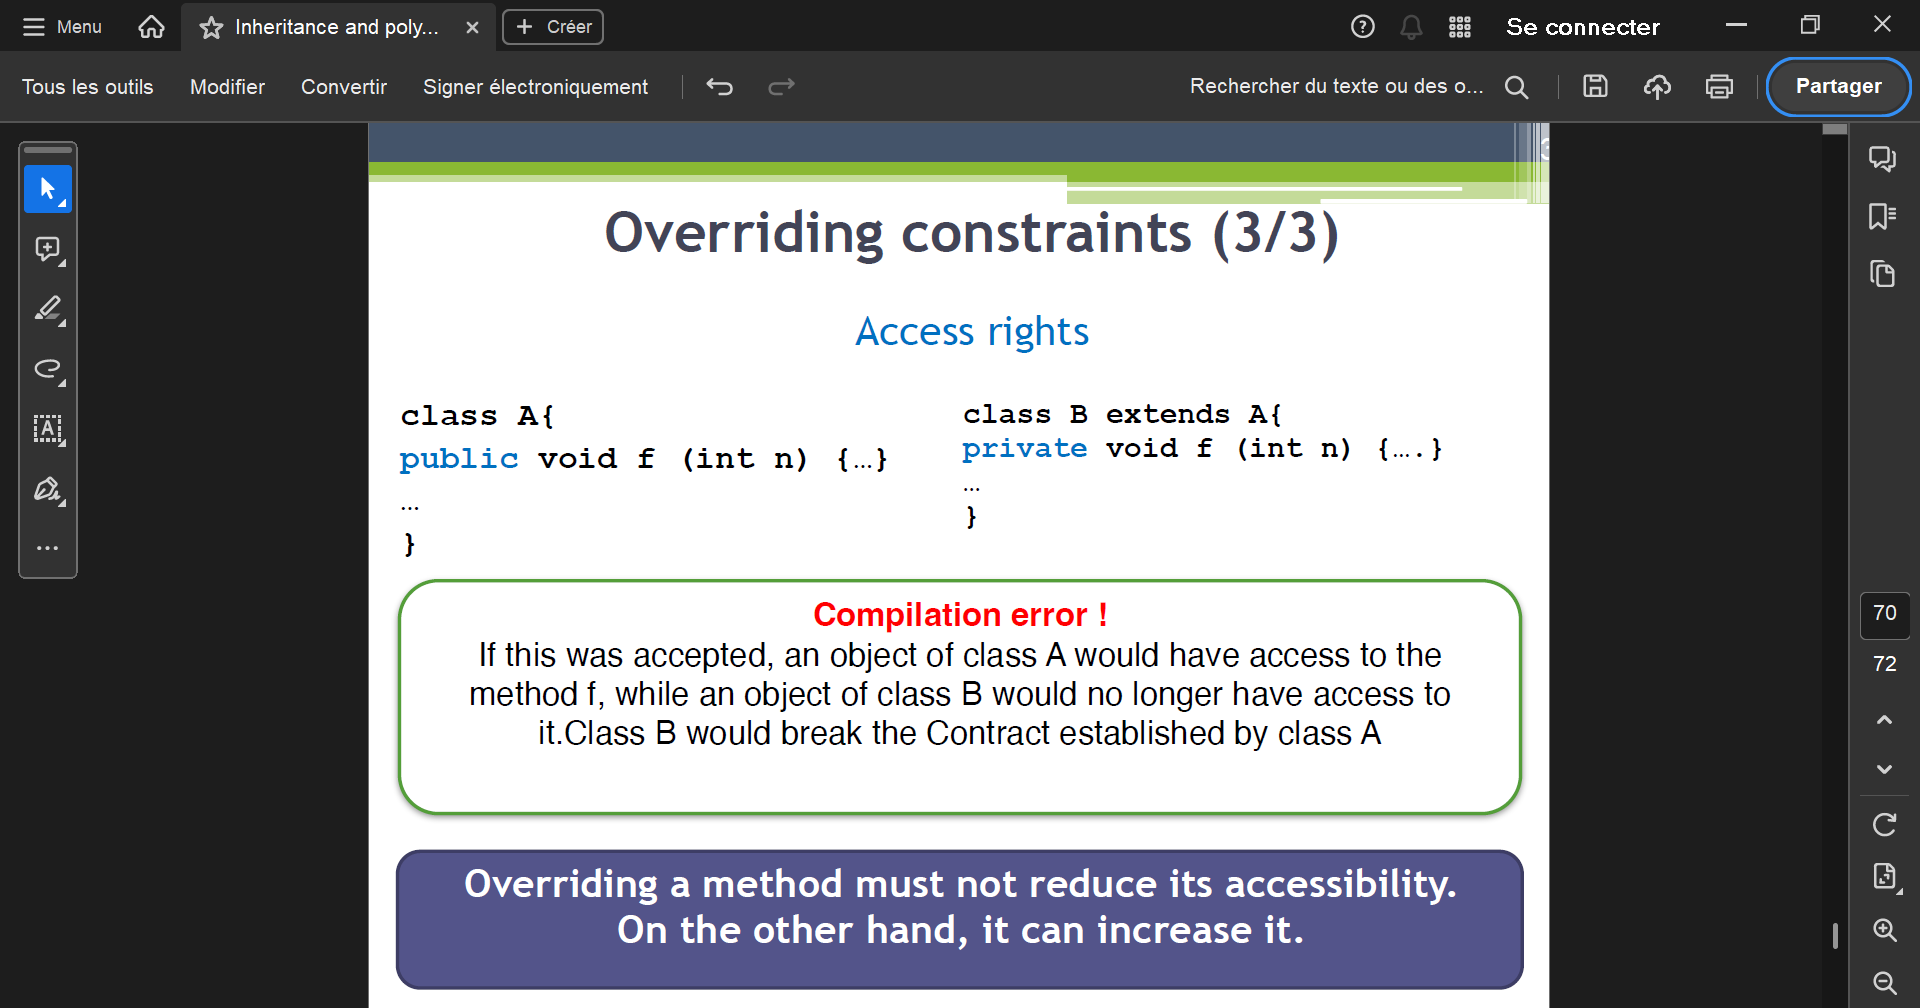 Menu
Inheritance and poly...
Créer
Se connecter
Tous les outils
Modifier
Convertir
Signer électroniquement
Rechercher du texte ou des o...
Partager
Overriding constraints (3/3)
Access rights
class A{
public void f (int n) {…}
…
}
class B extends A{
private void f (int n) {….}
…
}
Compilation error !
If this was accepted, an object of class A would have access to the
method f, while an object of class B would no longer have access to
it.Class B would break the Contract established by class A
Overriding a method must not reduce its accessibility.
On the other hand, it can increase it.
70
72